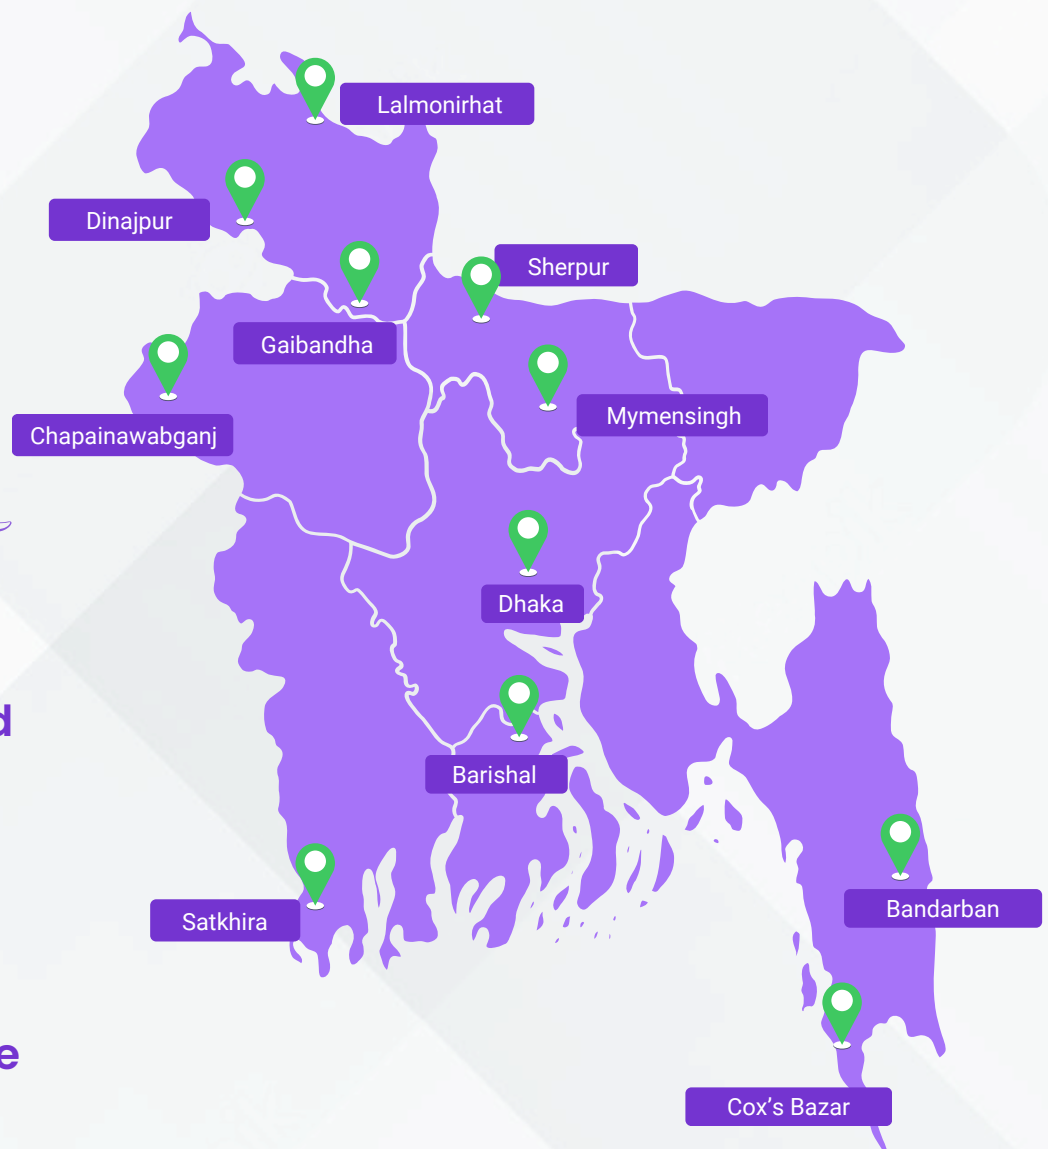 Lalmonirhat
Dinajpur
Sherpur
Gaibandha
Mymensingh
Chapainawabganj
Dhaka
d
Barishal
Bandarban
Satkhira
e
Cox’s Bazar